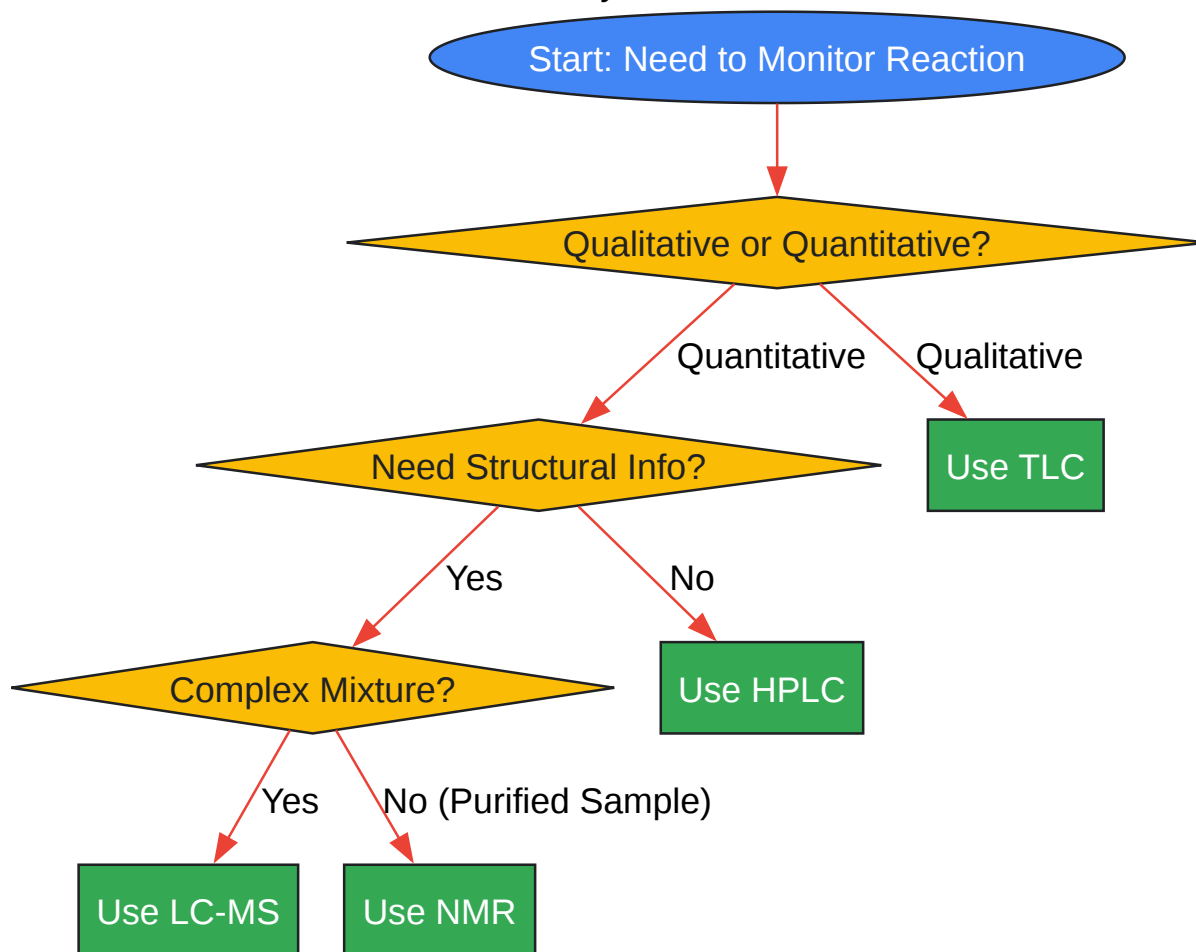 Start: Need to Monitor Reaction
Qualitative or Quantitative?
Quantitative
Qualitative
Need Structural Info?
Use TLC
Yes
No
Complex Mixture?
Use HPLC
Yes
No (Purified Sample)
Use LC-MS
Use NMR